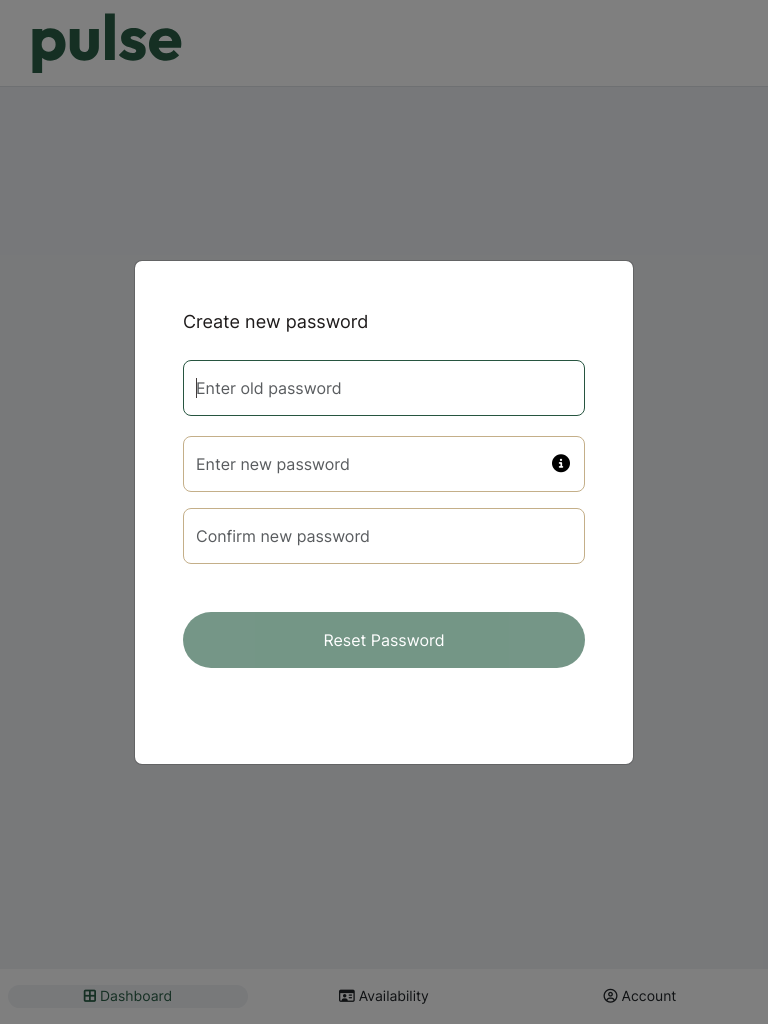 pulse
Create new password
Enter old password
Enter new password
Confirm new password
Reset Password
Dashboard
Availability
Account